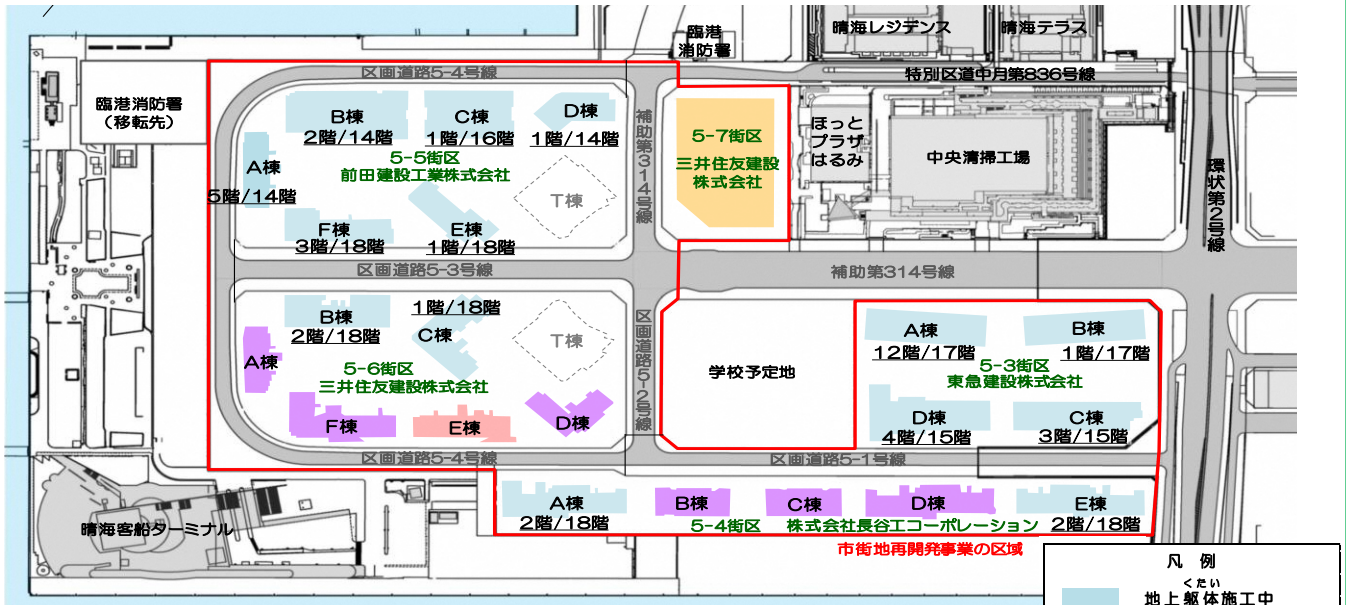 臨港
消防署
晴海レジデンス
晴海テラス
区画道路5-4号線
特別区道中月第836号線
臨港消防署
(移転先)
B棟
2階/14階
C棟
1階/16階
D棟
1階/14階
A棟
5階/14階
5-5街区
前田建設工業株式会社
T棟
F棟
3階/18階
E棟
1階/18階
補助第314号線
5-7街区
三井住友建設
株式会社
ほっと
プラザ
はるみ
中央清掃工場
環状第2号線
区画道路5-3号線
補助第314号線
B棟
2階/18階
1階/18階
C棟
T棟
A棟
5-6街区
三井住友建設株式会社
F棟
E棟
D棟
区画道路5-2号線
学校予定地
A棟
12階/17階
B棟
1階/17階
5-3街区
東急建設株式会社
D棟
4階/15階
C棟
3階/15階
区画道路5-4号線
区画道路5-1号線
A棟
2階/18階
B棟
C棟
D棟
E棟
2階/18階
5-4街区 株式会社長谷工コーポレーション
市街地再開発事業の区域
晴海客船ターミナル
凡 例
くたい
地上躯体施工中